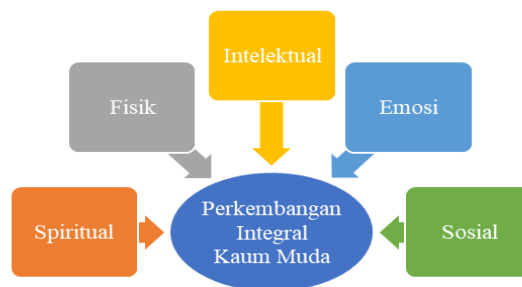 Intelektual
Fisik
Emosi
Spiritual
Perkembangan
Integral
Kaum Muda
Sosial